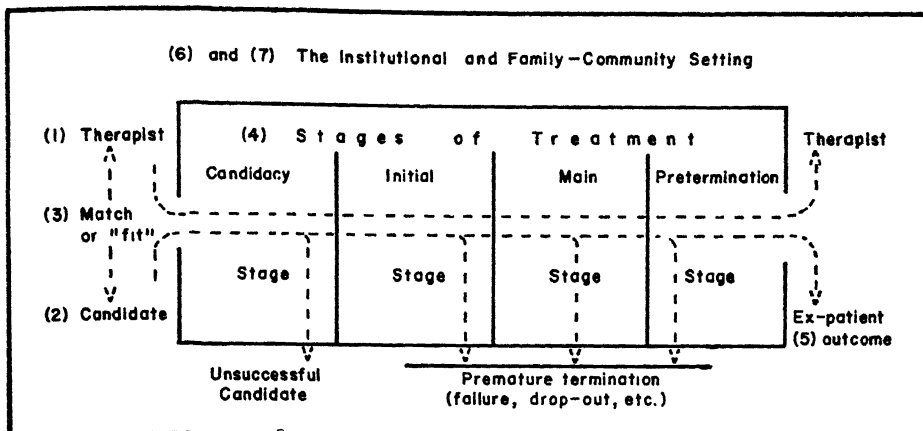 (6) and (7) The Institutional and Family-Community Setting
(1) Therapist
(4) Stages of Treatment
Therapist
Candidacy
Initial
Main
Pretermination
(3) Match
or "fit"
Stage
Stage
Stage
Stage
(2) Candidate
Ex-patient
(5) outcome
Unsuccessful
Candidate
Premature termination
(failure, drop-out, etc.)